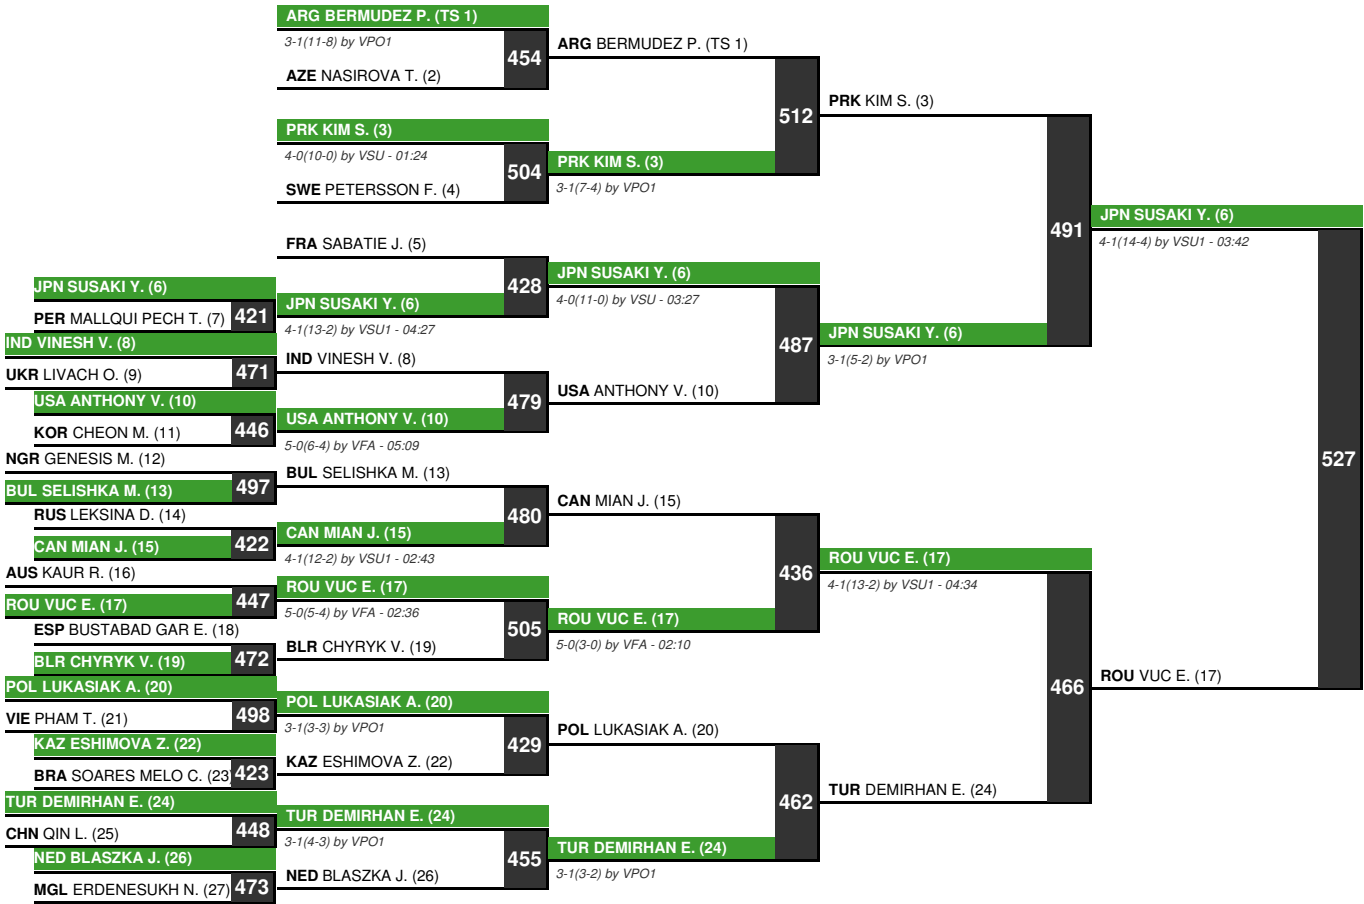 ARG BERMUDEZ P. (TS 1)
3-1(11-8) by VPO1
AZE NASIROVA T. (2)
454
PRK KIM S. (3)
4-0(10-0) by VSU - 01:24
SWE PETERSSON F. (4)
504
FRA SABATIE J. (5)
428
JPN SUSAKI Y. (6)
4-1(13-2) by VSU1 - 04:27
IND VINESH V. (8)
479
USA ANTHONY V. (10)
5-0(6-4) by VFA - 05:09
BUL SELISHKA M. (13)
480
CAN MIAN J. (15)
4-1(12-2) by VSU1 - 02:43
ROU VUC E. (17)
5-0(5-4) by VFA - 02:36
505
BLR CHYRYK V. (19)
POL LUKASIAK A. (20)
3-1(3-3) by VPO1
429
KAZ ESHIMOVA Z. (22)
TUR DEMIRHAN E. (24)
3-1(4-3) by VPO1
455
NED BLASZKA J. (26)
JPN SUSAKI Y. (6)
PER MALLQUI PECH T. (7)
421
IND VINESH V. (8)
UKR LIVACH O. (9)
471
USA ANTHONY V. (10)
KOR CHEON M. (11)
446
NGR GENESIS M. (12)
BUL SELISHKA M. (13)
497
RUS LEKSINA D. (14)
CAN MIAN J. (15)
422
AUS KAUR R. (16)
ROU VUC E. (17)
447
ESP BUSTABAD GAR E. (18)
BLR CHYRYK V. (19)
472
POL LUKASIAK A. (20)
VIE PHAM T. (21)
498
KAZ ESHIMOVA Z. (22)
BRA SOARES MELO C. (23
423
TUR DEMIRHAN E. (24)
CHN QIN L. (25)
448
NED BLASZKA J. (26)
MGL ERDENESUKH N. (27)
473
ARG BERMUDEZ P. (TS 1)
512
PRK KIM S. (3)
3-1(7-4) by VPO1
JPN SUSAKI Y. (6)
4-0(11-0) by VSU - 03:27
487
USA ANTHONY V. (10)
CAN MIAN J. (15)
436
ROU VUC E. (17)
5-0(3-0) by VFA - 02:10
POL LUKASIAK A. (20)
462
TUR DEMIRHAN E. (24)
3-1(3-2) by VPO1
PRK KIM S. (3)
491
JPN SUSAKI Y. (6)
3-1(5-2) by VPO1
ROU VUC E. (17)
4-1(13-2) by VSU1 - 04:34
466
TUR DEMIRHAN E. (24)
JPN SUSAKI Y. (6)
4-1(14-4) by VSU1 - 03:42
527
ROU VUC E. (17)